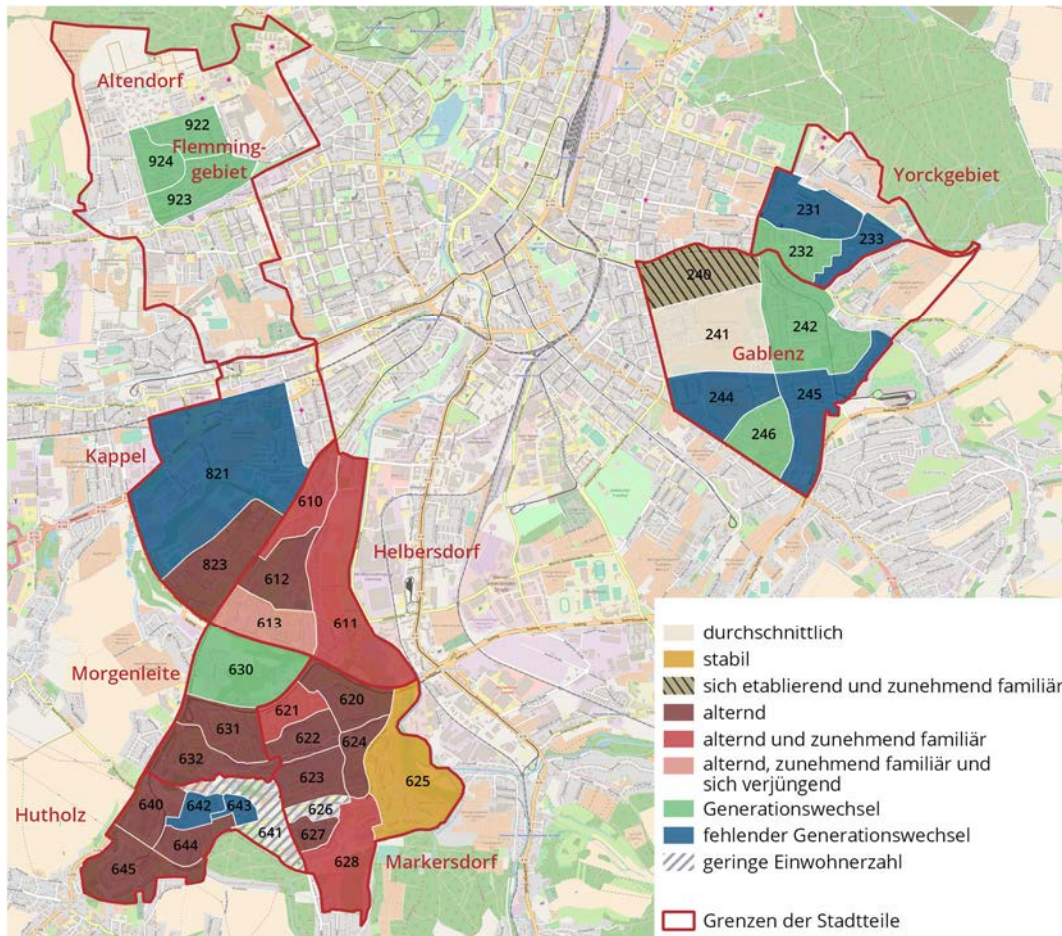 Altendorf
922
Flemming-
924
gebiet
923
Yorckgebiet
231
233
232
240
241
242
Gablenz
244
245
246
Kappel
821
610
823
612
Helbersdorf
613
611
Morgenleite
630
620
621
631
622
624
632
623
625
Hutholz
640
642
643
626
641
627
644
645
628
Markersdorf
durchschnittlich
stabil
sich etablierend und zunehmend familiär
alternd
alternd und zunehmend familiär
alternd, zunehmend familiär und
sich verjüngend
Generationswechsel
fehlender Generationswechsel
geringe Einwohnerzahl
Grenzen der Stadtteile